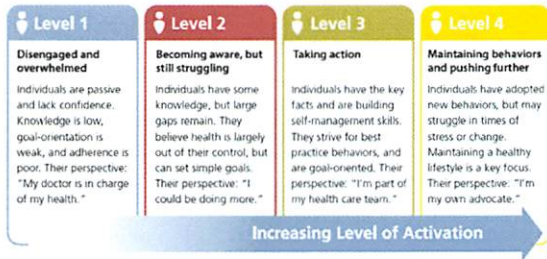 Level 1
Disengaged and
overwhelmed
Individuals are passive
and lack confidence.
Knowledge is low,
goal-orientation is
weak, and adherence is
poor. Their perspective:
"My doctor is in charge
of my health."
Level 2
Becoming aware, but
still struggling
Individuals have some
knowledge, but large
gaps remain. They
believe health is largely
out of their control, but
can set simple goals.
Their perspective: "I
could be doing more."
Level 3
Taking action
Individuals have the key
facts and are building
self-management skills.
They strive for best
practice behaviors, and
are goal-oriented. Their
perspective: "I'm part of
my health care team."
Level 4
Maintaining behaviors
and pushing further
Individuals have adopted
new behaviors, but may
struggle in times of
stress or change.
Maintaining a healthy
lifestyle is a key focus.
Their perspective: "I'm
my own advocate."
Increasing Level of Activation